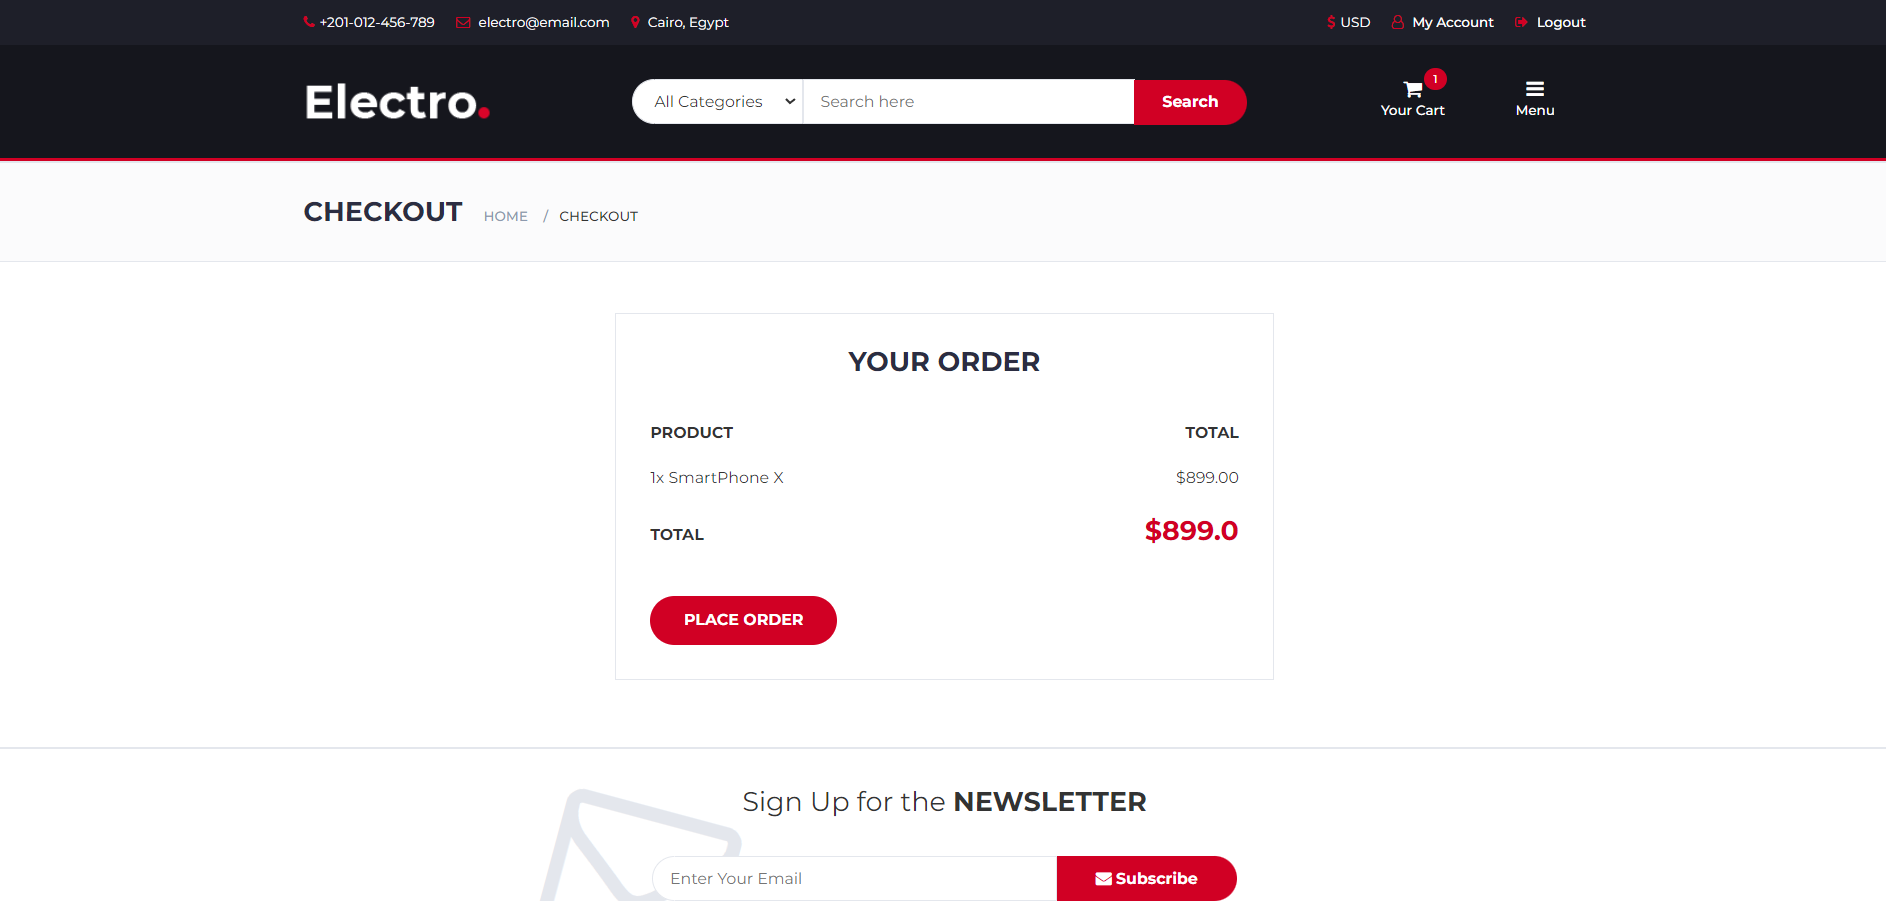 +201-012-456-789 electro@email.com Cairo, Egypt $ USD My Account Logout
Electro. All Categories Search here Search 1 Your Cart Menu
CHECKOUT HOME / CHECKOUT
YOUR ORDER
PRODUCT TOTAL
1x SmartPhone X $899.00
TOTAL $899.0
PLACE ORDER
Sign Up for the NEWSLETTER
Enter Your Email Subscribe